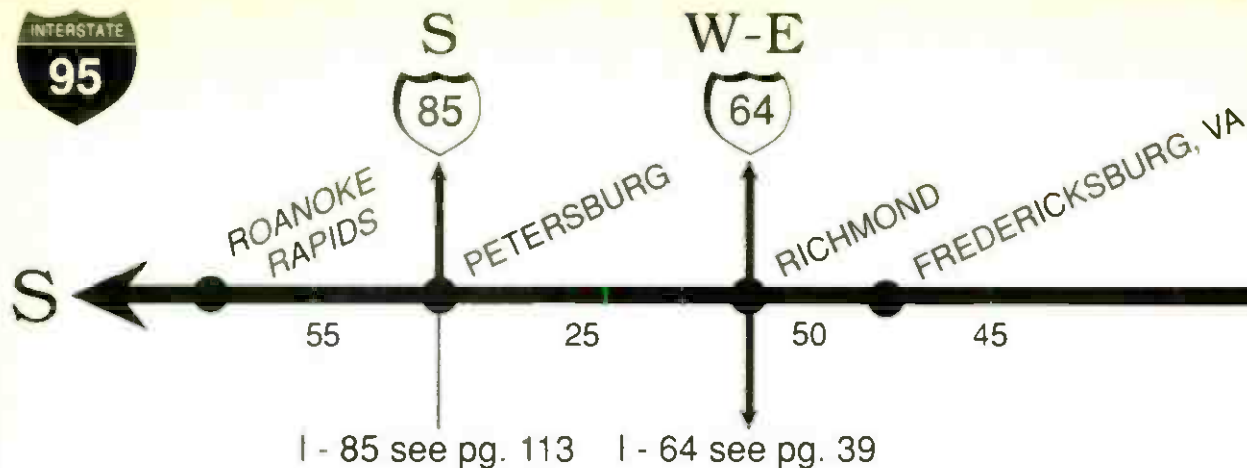 INTERSTATE
95
S
W-E
85
64
ROANOKE
RAPIDS
PETERSBURG
RICHMOND
FREDERICKSBURG, VA
S
55
25
50
45
I - 85 see pg. 113
I - 64 see pg. 39